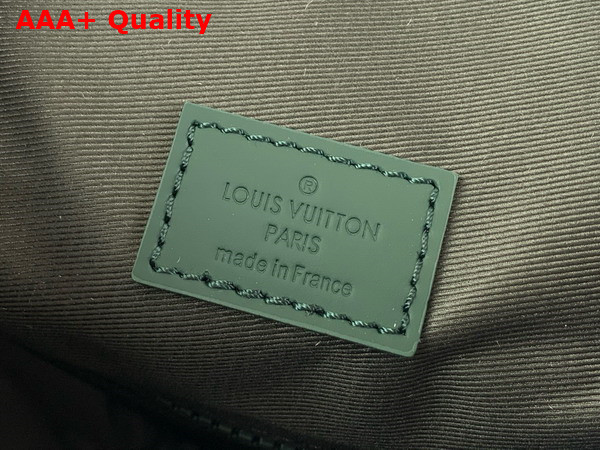 AAA+ Quality
®
LOUIS VUITTON
PARIS
made in France